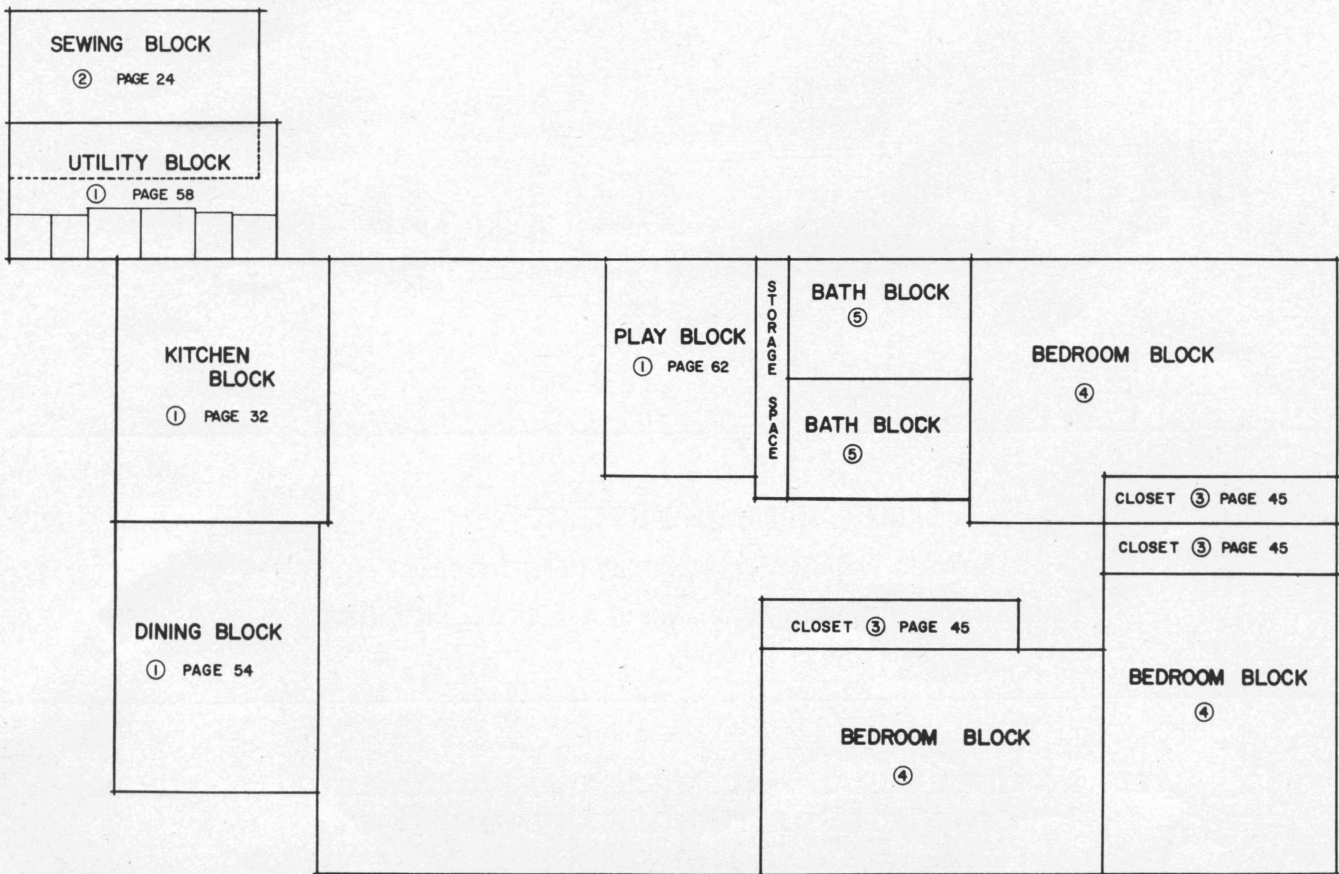 SEWING BLOCK
② PAGE 24
UTILITY BLOCK
① PAGE 58
KITCHEN
BLOCK
① PAGE 32
DINING BLOCK
① PAGE 54
PLAY BLOCK
① PAGE 62
STORAGE SPACE
BATH BLOCK
⑤
BATH BLOCK
⑤
BEDROOM BLOCK
④
CLOSET ③ PAGE 45
CLOSET ③ PAGE 45
CLOSET ③ PAGE 45
BEDROOM BLOCK
④
BEDROOM BLOCK
④